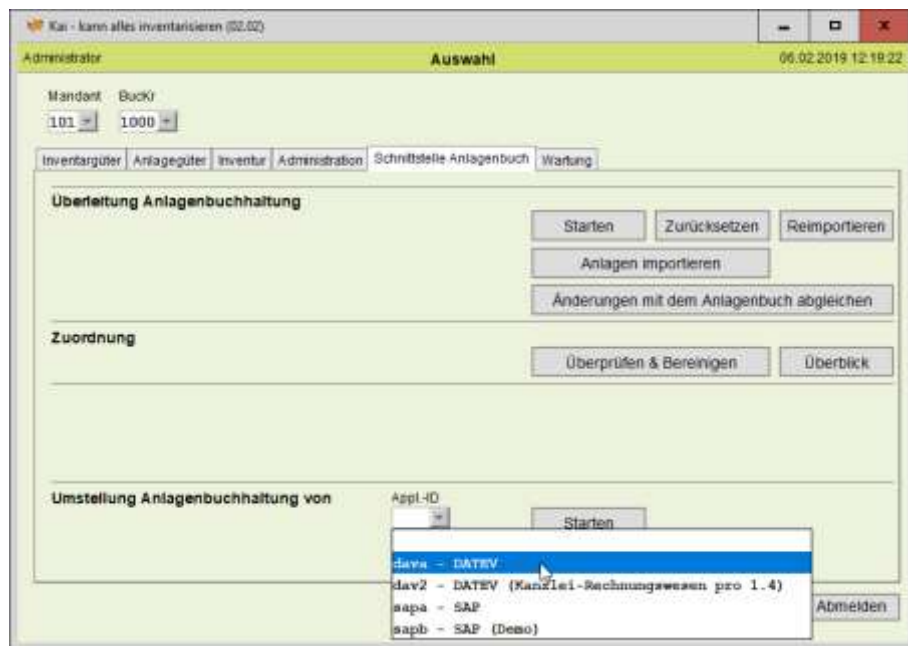 Kai - kann alles inventarisieren (02.02)
Administrator Auswahl 06.02.2019 12:19:22
Mandant BucKr
101 1000
Inventargüter Anlagegüter Inventur Administration Schnittstelle Anlagenbuch Wartung
Überleitung Anlagenbuchhaltung
Starten Zurücksetzen Reimportieren
Anlagen importieren
Änderungen mit dem Anlagenbuch abgleichen
Zuordnung
Überprüfen & Bereinigen Überblick
Umstellung Anlagenbuchhaltung von Appl.-ID
Starten
dava - DATEV
dav2 - DATEV (Kanzlei-Rechnungswesen pro 1.4)
sapa - SAP
sapb - SAP (Demo)
Abmelden